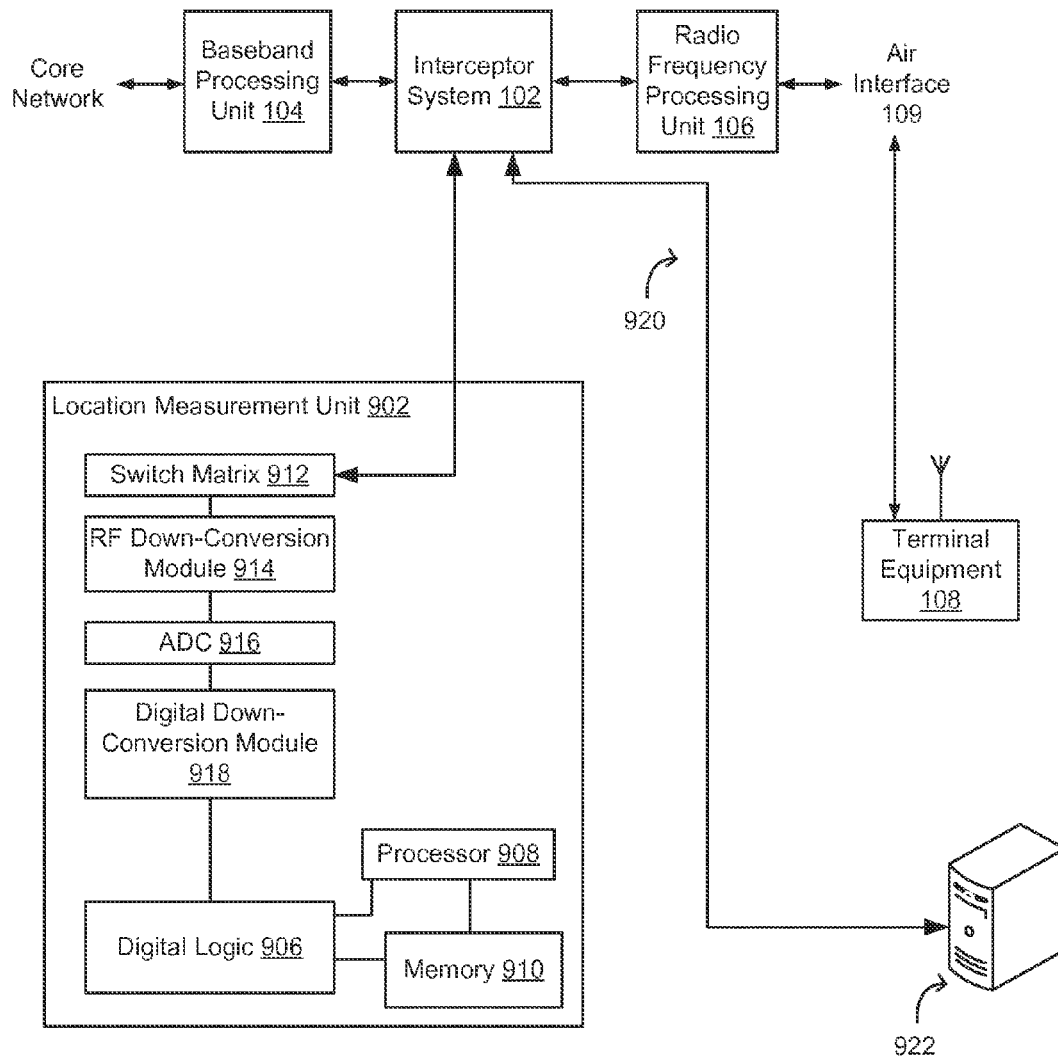 Core
Network
Baseband
Processing
Unit 104
Interceptor
System 102
Radio
Frequency
Processing
Unit 106
Air
Interface
109
920
Location Measurement Unit 902
Switch Matrix 912
RF Down-Conversion
Module 914
ADC 916
Digital Down-
Conversion Module
918
Processor 908
Digital Logic 906
Memory 910
Terminal
Equipment
108
922